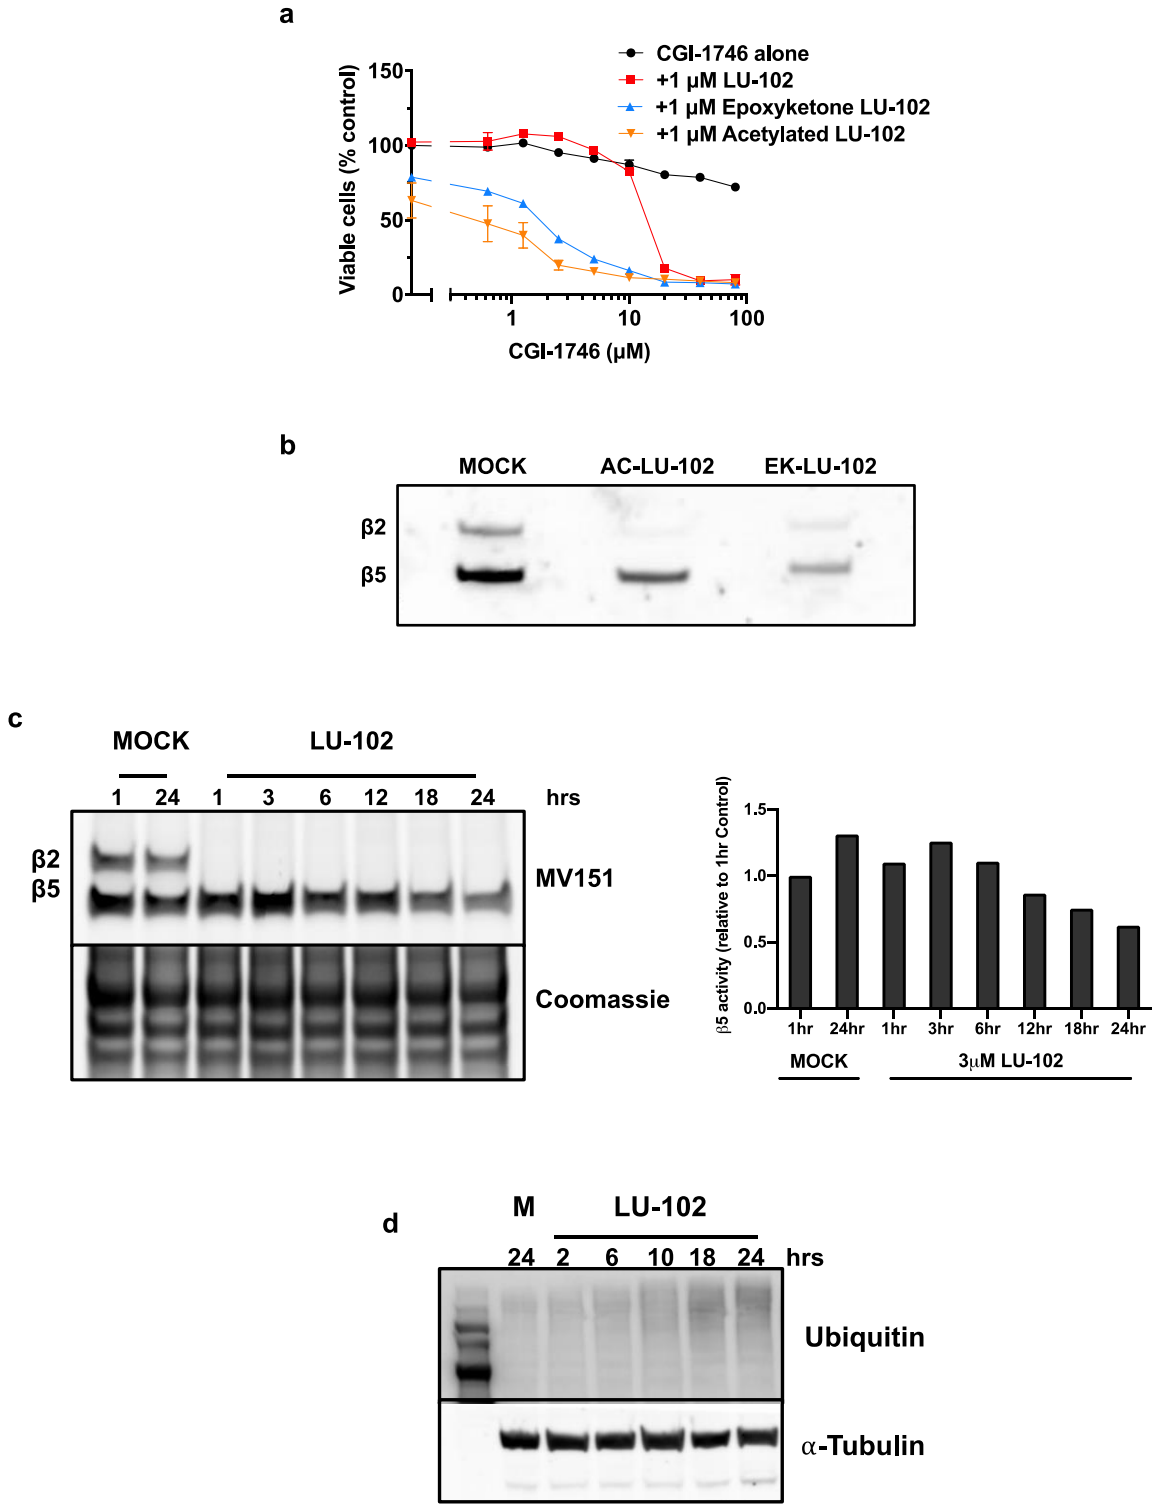 a
CGI-1746 alone
+1 µM LU-102
+1 µM Epoxyketone LU-102
+1 µM Acetylated LU-102
Viable cells (% control)
150
100
50
0
1 10 100
CGI-1746 (µM)
b
MOCK AC-LU-102 EK-LU-102
β2
β5
c
MOCK LU-102
1 24 1 3 6 12 18 24 hrs
β2
β5
MV151
Coomassie
β5 activity (relative to 1hr Control)
1.5
1.0
0.5
0.0
1hr 24hr 1hr 3hr 6hr 12hr 18hr 24hr
MOCK 3µM LU-102
d
M LU-102
24 2 6 10 18 24 hrs
Ubiquitin
α-Tubulin